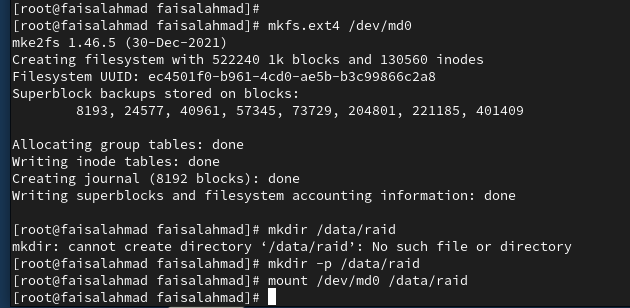 [root@faisalahmad faisalahmad]#
[root@faisalahmad faisalahmad]# mkfs.ext4 /dev/md0
mke2fs 1.46.5 (30-Dec-2021)
Creating filesystem with 522240 1k blocks and 130560 inodes
Filesystem UUID: ec4501f0-b961-4cd0-ae5b-b3c99866c2a8
Superblock backups stored on blocks:
        8193, 24577, 40961, 57345, 73729, 204801, 221185, 401409

Allocating group tables: done
Writing inode tables: done
Creating journal (8192 blocks): done
Writing superblocks and filesystem accounting information: done

[root@faisalahmad faisalahmad]# mkdir /data/raid
mkdir: cannot create directory ‘/data/raid’: No such file or directory
[root@faisalahmad faisalahmad]# mkdir -p /data/raid
[root@faisalahmad faisalahmad]# mount /dev/md0 /data/raid
[root@faisalahmad faisalahmad]#